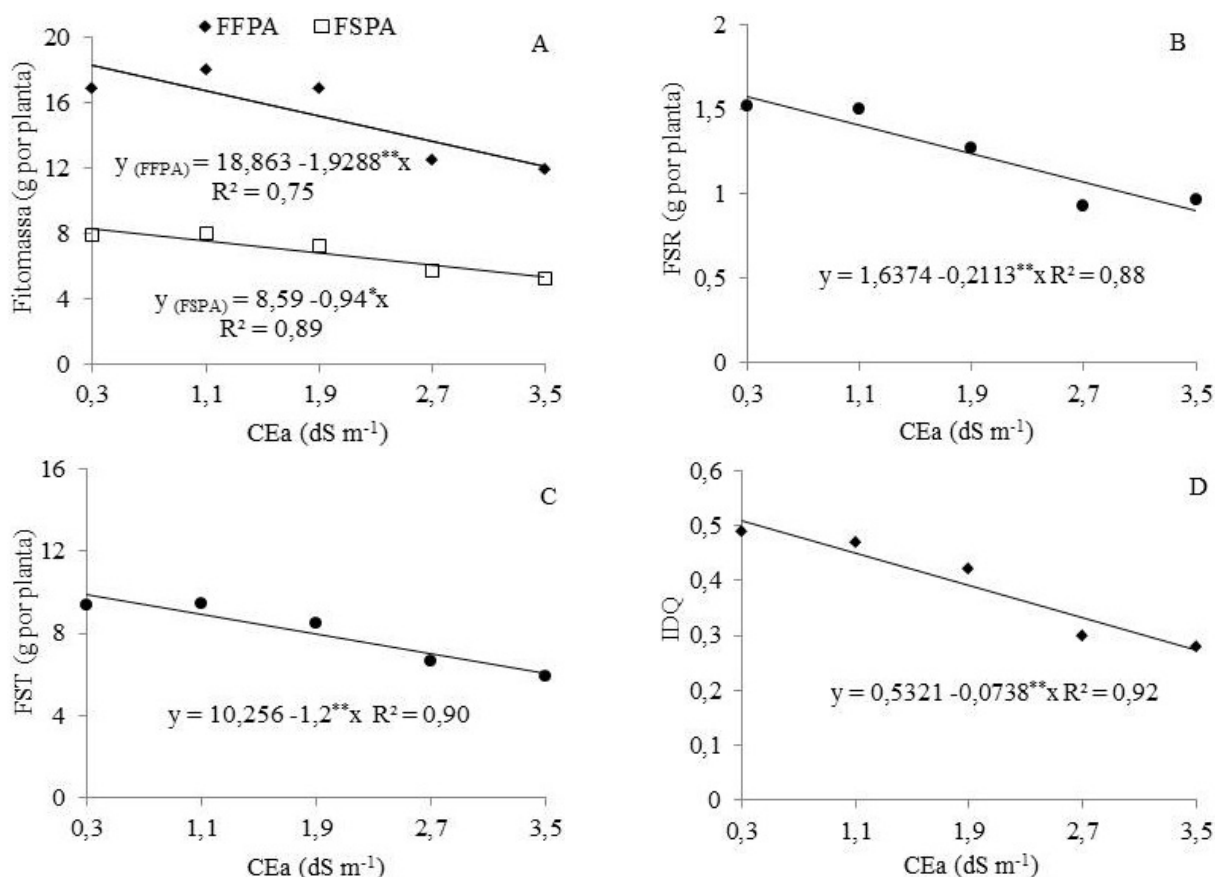 FFPA FSPA
A
Fitomassa (g por planta)
20
16
12
8
4
0
y (FFPA) = 18,863 -1,9288**x
R² = 0,75
y (FSPA) = 8,59 -0,94*x
R² = 0,89
0,3 1,1 1,9 2,7 3,5
CEa (dS m-1)
B
FSR (g por planta)
2
1,5
1
0,5
0
y = 1,6374 -0,2113**x R² = 0,88
0,3 1,1 1,9 2,7 3,5
CEa (dS m-1)
C
FST (g por planta)
16
12
8
4
0
y = 10,256 -1,2**x R² = 0,90
0,3 1,1 1,9 2,7 3,5
CEa (dS m-1)
D
IDQ
0,6
0,5
0,4
0,3
0,2
0,1
0
y = 0,5321 -0,0738**x R² = 0,92
0,3 1,1 1,9 2,7 3,5
CEa (dS m-1)